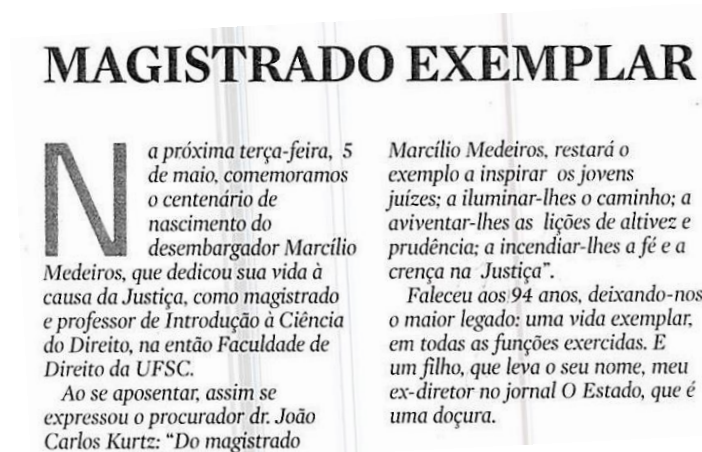 MAGISTRADO EXEMPLAR
Na próxima terça-feira, 5
de maio, comemoramos
o centenário de
nascimento do
desembargador Marcílio
Medeiros, que dedicou sua vida à
causa da Justiça, como magistrado
e professor de Introdução à Ciência
do Direito, na então Faculdade de
Direito da UFSC.
Ao se aposentar, assim se
expressou o procurador dr. João
Carlos Kurtz: “Do magistrado
Marcílio Medeiros, restará o
exemplo a inspirar os jovens
juízes; a iluminar-lhes o caminho; a
aviventar-lhes as lições de altivez e
prudência; a incendiar-lhes a fé e a
crença na Justiça”.
Faleceu aos 94 anos, deixando-nos
o maior legado: uma vida exemplar,
em todas as funções exercidas. E
um filho, que leva o seu nome, meu
ex-diretor no jornal O Estado, que é
uma doçura.